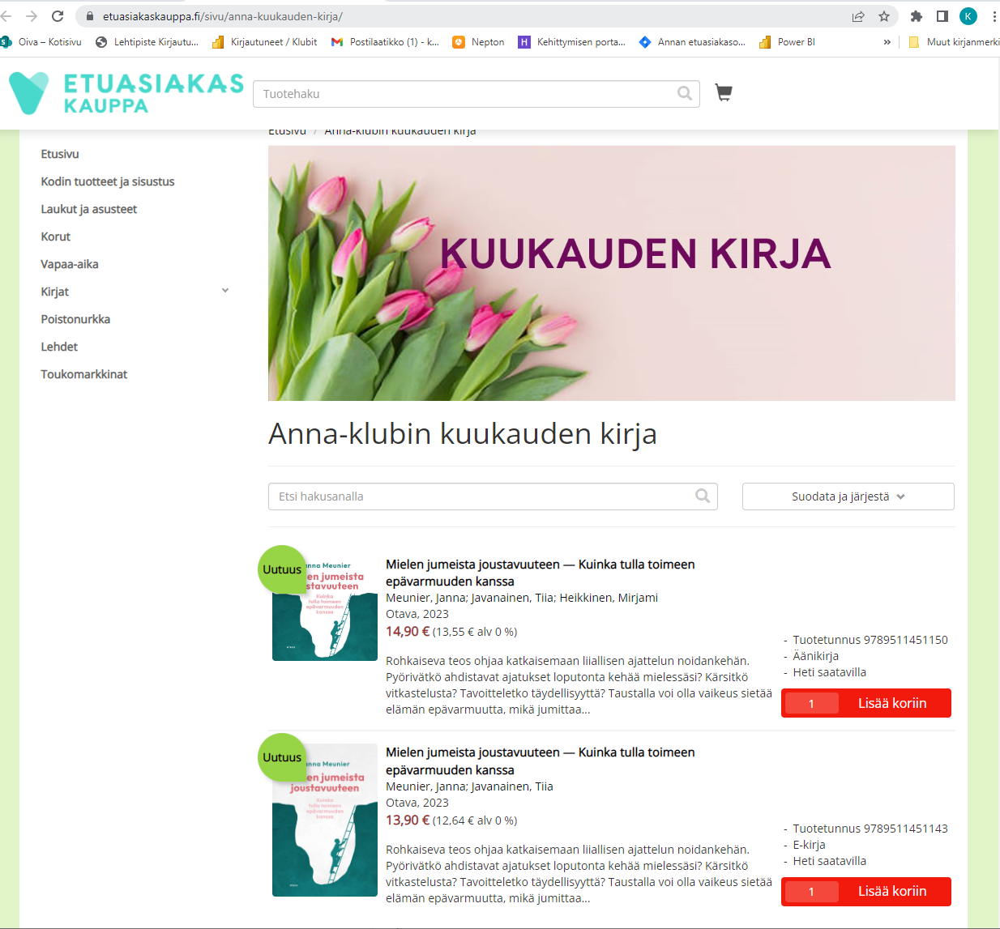 etuasiakaskauppa.fi/sivu/anna-kuukauden-kirja/
K
Oiva – Kotisivu
Lehtipiste Kirjautu...
Kirjautuneet / Klubit
Postilaatikko (1) - k...
Nepton
H
Kehittymisen porta...
Annan etuasiakaso...
Power BI
»
Muut kirjanmerki
ETUASIAKAS
KAUPPA
Tuotehaku
Etusivu / Anna-klubin kuukauden kirja
Etusivu
Kodin tuotteet ja sisustus
Laukut ja asusteet
Korut
Vapaa-aika
Kirjat
Poistonurkka
Lehdet
Toukomarkkinat
KUUKAUDEN KIRJA
Anna-klubin kuukauden kirja
Etsi hakusanalla
Suodata ja järjestä
Uutuus
nna Meunier
en jumeista
stavuuteen
Kuinka
tulla toimeen
epävarmuuden
kanssa
Mielen jumeista joustavuuteen — Kuinka tulla toimeen
epävarmuuden kanssa
Meunier, Janna; Javanainen, Tiia; Heikkinen, Mirjami
Otava, 2023
14,90 € (13,55 € alv 0 %)
Rohkaiseva teos ohjaa katkaisemaan liiallisen ajattelun noidankehän.
Pyörivätkö ahdistavat ajatukset loputonta kehää mielessäsi? Kärsitkö
vitkastelusta? Tavoitteletko täydellisyyttä? Taustalla voi olla vaikeus sietää
elämän epävarmuutta, mikä jumittaa...
- Tuotetunnus 9789511451150
- Äänikirja
- Heti saatavilla
1 Lisää koriin
Uutuus
nna Meunier
en jumeista
joustavuuteen
Kuinka
tulla toimeen
epävarmuuden
kanssa
Mielen jumeista joustavuuteen — Kuinka tulla toimeen
epävarmuuden kanssa
Meunier, Janna; Javanainen, Tiia
Otava, 2023
13,90 € (12,64 € alv 0 %)
Rohkaiseva teos ohjaa katkaisemaan liiallisen ajattelun noidankehän.
Pyörivätkö ahdistavat ajatukset loputonta kehää mielessäsi? Kärsitkö
vitkastelusta? Tavoitteletko täydellisyyttä? Taustalla voi olla vaikeus sietää
elämän epävarmuutta, mikä jumittaa...
- Tuotetunnus 9789511451143
- E-kirja
- Heti saatavilla
1 Lisää koriin